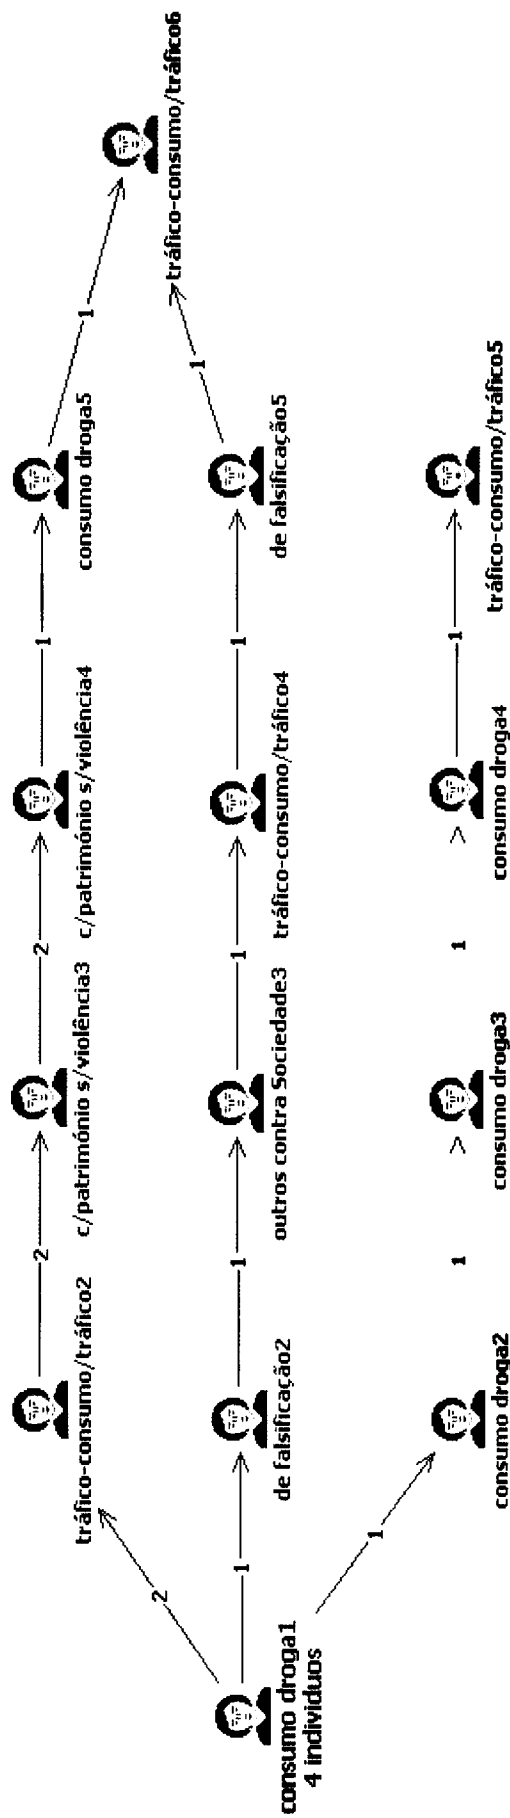 consumo droga1
4 individuos
2
1
1
tráfico-consumo/tráfico2
2
c/património s/violência3
2
c/património s/violência4
1
consumo droga5
1
tráfico-consumo/tráfico6
de falsificação2
1
outros contra Sociedade3
1
tráfico-consumo/tráfico4
1
de falsificação5
1
consumo droga2
1
consumo droga3
1
consumo droga4
1
tráfico-consumo/tráfico5